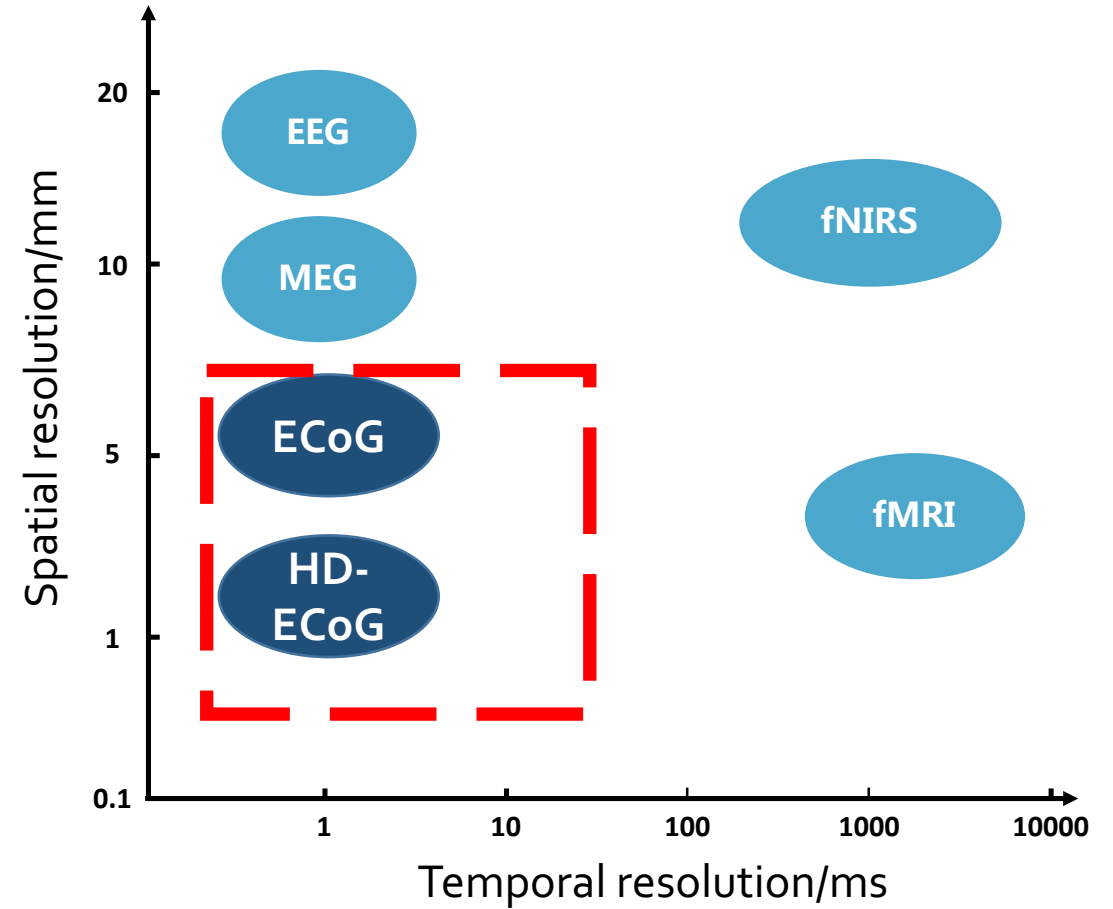 20
EEG
fNIRS
MEG
10
ECoG
5
fMRI
HD-
ECoG
1
0.1
1
10
100
1000
10000
Spatial resolution/mm
Temporal resolution/ms